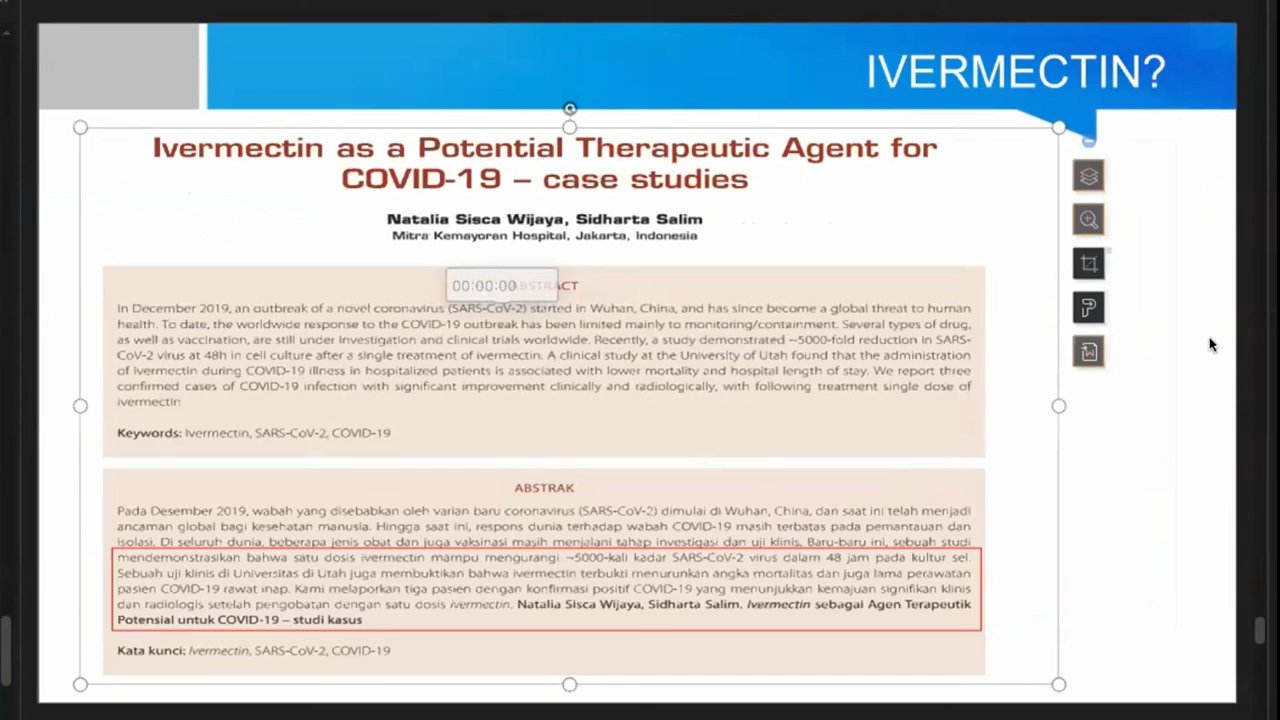 IVERMECTIN?
Ivermectin as a Potential Therapeutic Agent for
COVID-19 – case studies
Natalia Sisca Wijaya, Sidharta Salim
Mitra Kemayoran Hospital, Jakarta, Indonesia
00:00:00
ABSTRACT
In December 2019, an outbreak of a novel coronavirus (SARS-CoV-2) started in Wuhan, China, and has since become a global threat to human
health. To date, the worldwide response to the COVID-19 outbreak has been limited mainly to monitoring/containment. Several types of drug,
as well as vaccination, are still under investigation and clinical trials worldwide. Recently, a study demonstrated ~5000-fold reduction in SARS-
CoV-2 virus at 48h in cell culture after a single treatment of ivermectin. A clinical study at the University of Utah found that the administration
of ivermectin during COVID-19 illness in hospitalized patients is associated with lower mortality and hospital length of stay. We report three
confirmed cases of COVID-19 infection with significant improvement clinically and radiologically, with following treatment single dose of
ivermectin
Keywords: Ivermectin, SARS-CoV-2, COVID-19
ABSTRAK
Pada Desember 2019, wabah yang disebabkan oleh varian baru coronavirus (SARS-CoV-2) dimulai di Wuhan, China, dan saat ini telah menjadi
ancaman global bagi kesehatan manusia. Hingga saat ini, respons dunia terhadap wabah COVID-19 masih terbatas pada pemantauan dan
isolasi. Di seluruh dunia, beberapa jenis obat dan juga vaksinasi masih menjalani tahap investigasi dan uji klinis. Baru-baru ini, sebuah studi
mendemonstrasikan bahwa satu dosis ivermectin mampu mengurangi ~5000-kali kadar SARS-CoV-2 virus dalam 48 jam pada kultur sel.
Sebuah uji klinis di Universitas di Utah juga membuktikan bahwa ivermectin terbukti menurunkan angka mortalitas dan juga lama perawatan
pasien COVID-19 rawat inap. Kami melaporkan tiga pasien dengan konfirmasi positif COVID-19 yang menunjukkan kemajuan signifikan klinis
dan radiologis setelah pengobatan dengan satu dosis ivermectin. Natalia Sisca Wijaya, Sidharta Salim. Ivermectin sebagai Agen Terapeutik
Potensial untuk COVID-19 – studi kasus
Kata kunci: Ivermectin, SARS-CoV-2, COVID-19